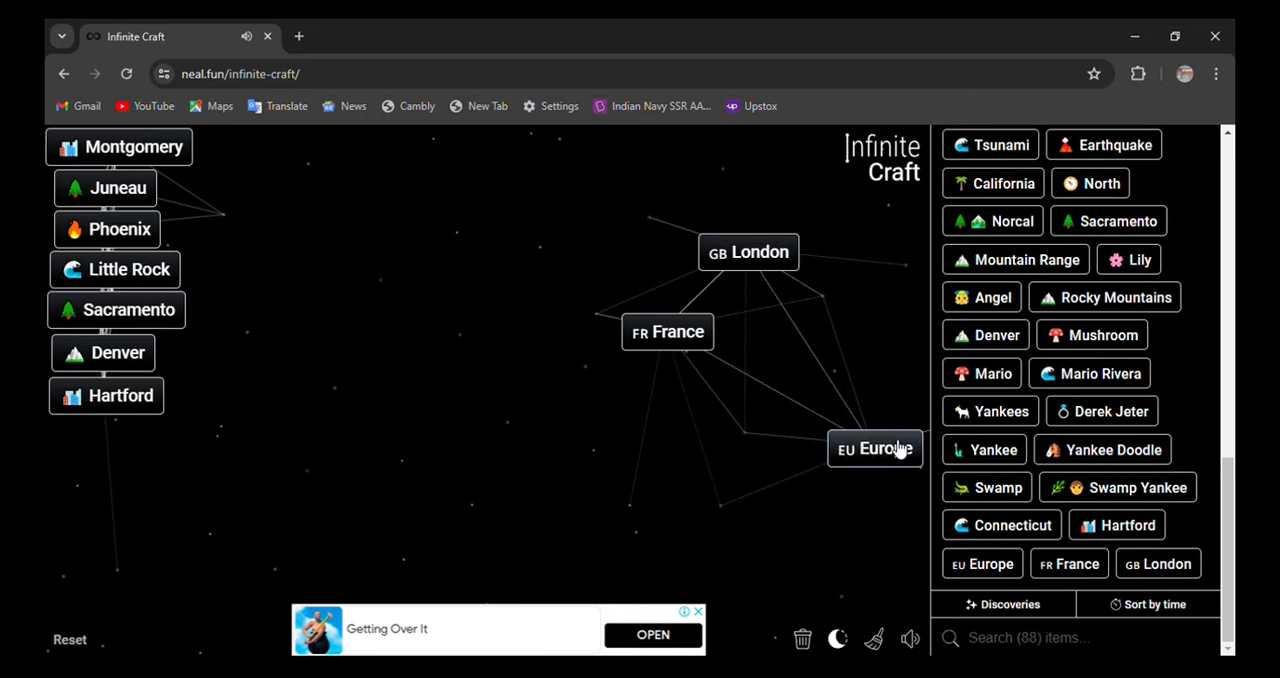 Infinite Craft
neal.fun/infinite-craft/
Gmail YouTube Maps Translate News Cambly New Tab Settings Indian Navy SSR AA... Upstox
Montgomery
Juneau
Phoenix
Little Rock
Sacramento
Denver
Hartford
Infinite
Craft
GB London
FR France
EU Europe
Tsunami Earthquake
California North
Norcal Sacramento
Mountain Range Lily
Angel Rocky Mountains
Denver Mushroom
Mario Mario Rivera
Yankees Derek Jeter
Yankee Yankee Doodle
Swamp Swamp Yankee
Connecticut Hartford
EU Europe FR France GB London
Discoveries Sort by time
Search (88) items...
Getting Over It
OPEN
Reset